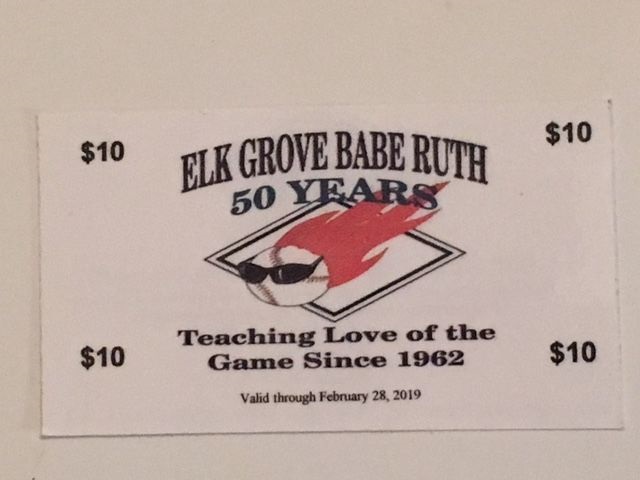 $10
$10
ELK GROVE BABE RUTH
50 YEARS
Teaching Love of the
Game Since 1962
$10
$10
Valid through February 28, 2019